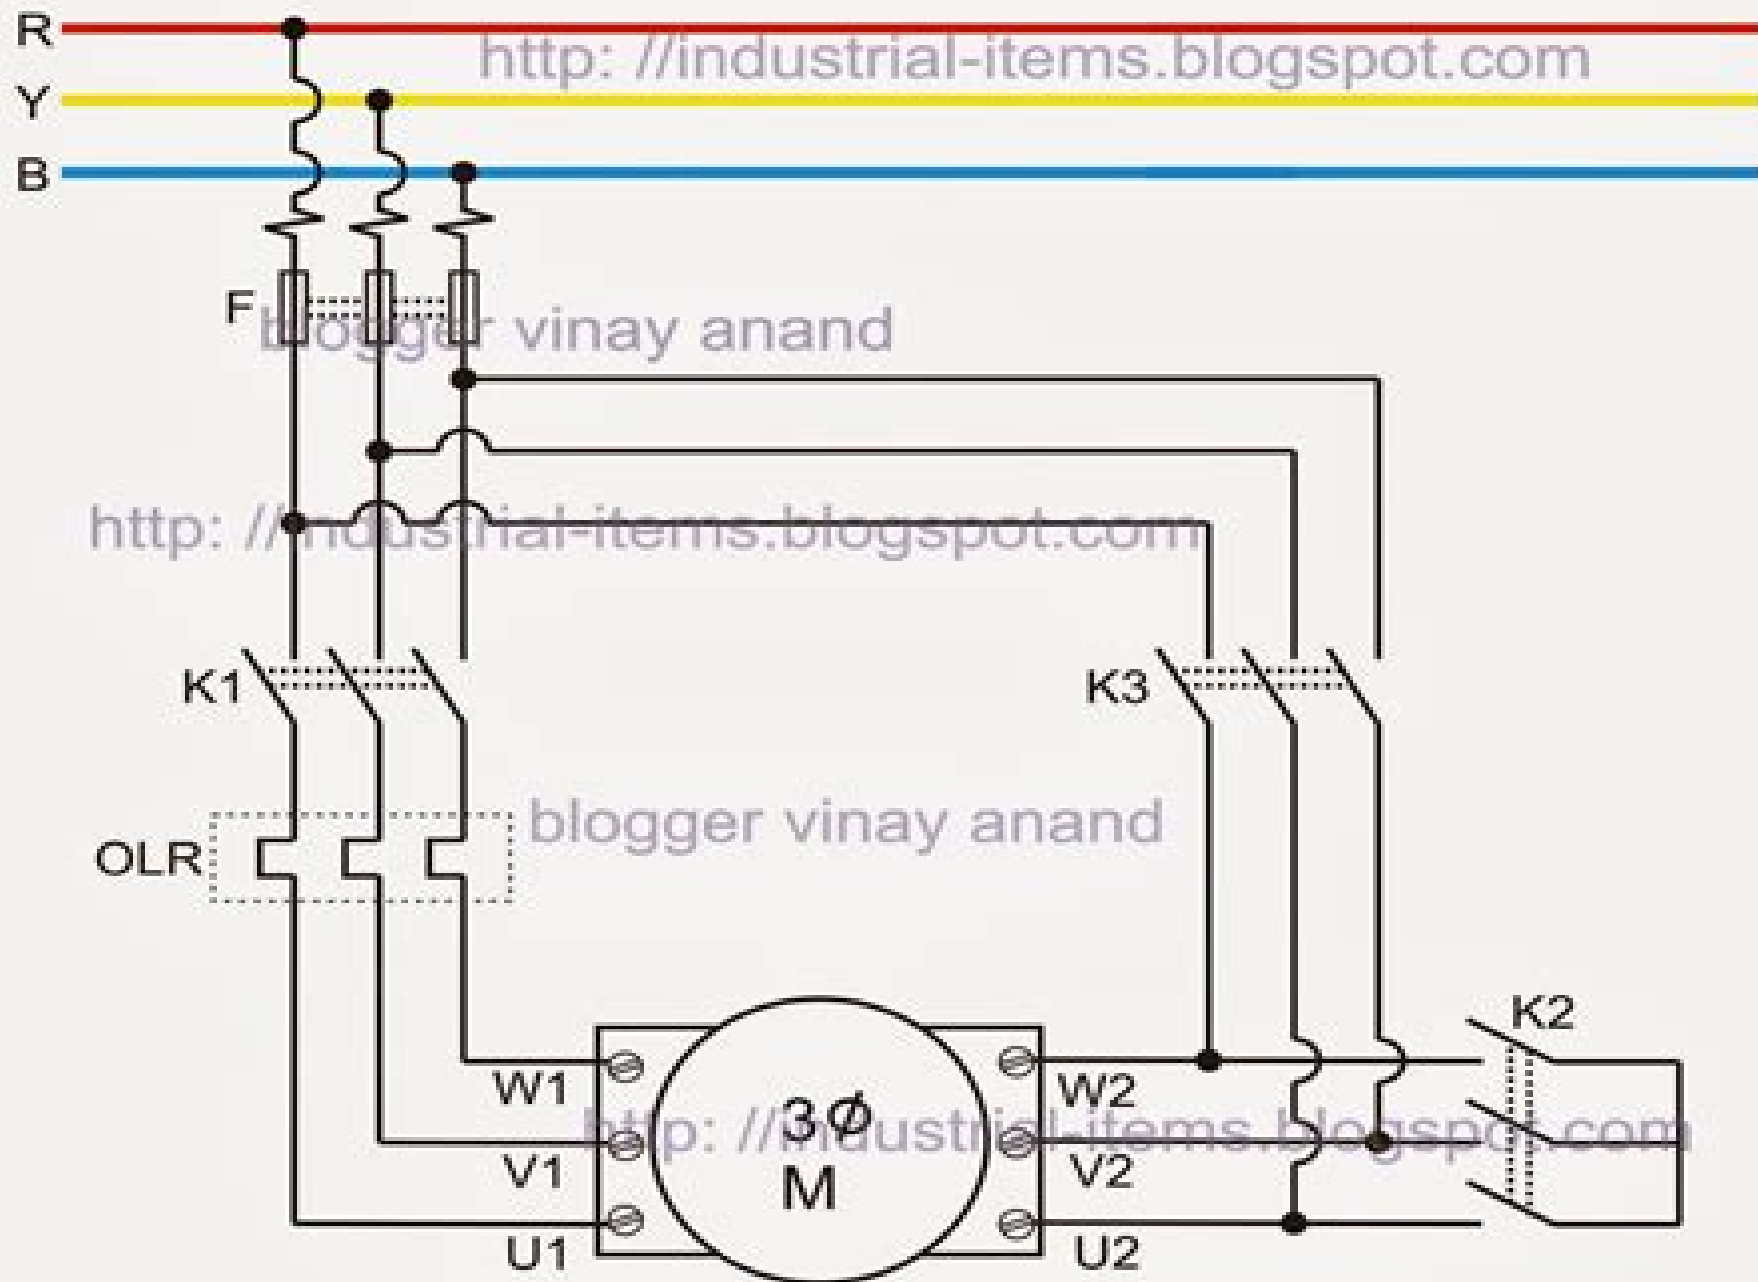 R
http: //industrial-items.blogspot.com
Y
B
F
blogger vinay anand
http: //industrial-items.blogspot.com
K1
K3
blogger vinay anand
OLR
K2
W1
W2
3Ø
http: //industrial-items.blogspot.com
V1
V2
M
U1
U2